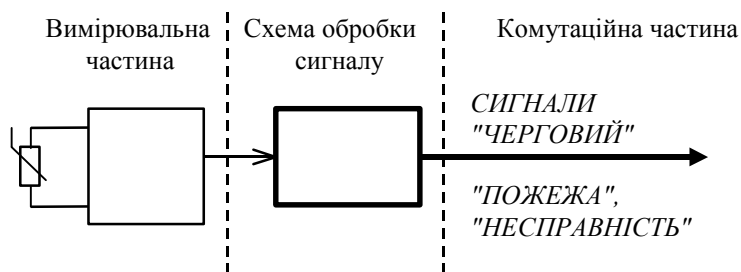 Вимірювальна
частина
Схема обробки
сигналу
Комутаційна частина
СИГНАЛИ
"ЧЕРГОВИЙ"
"ПОЖЕЖА",
"НЕСПРАВНІСТЬ"